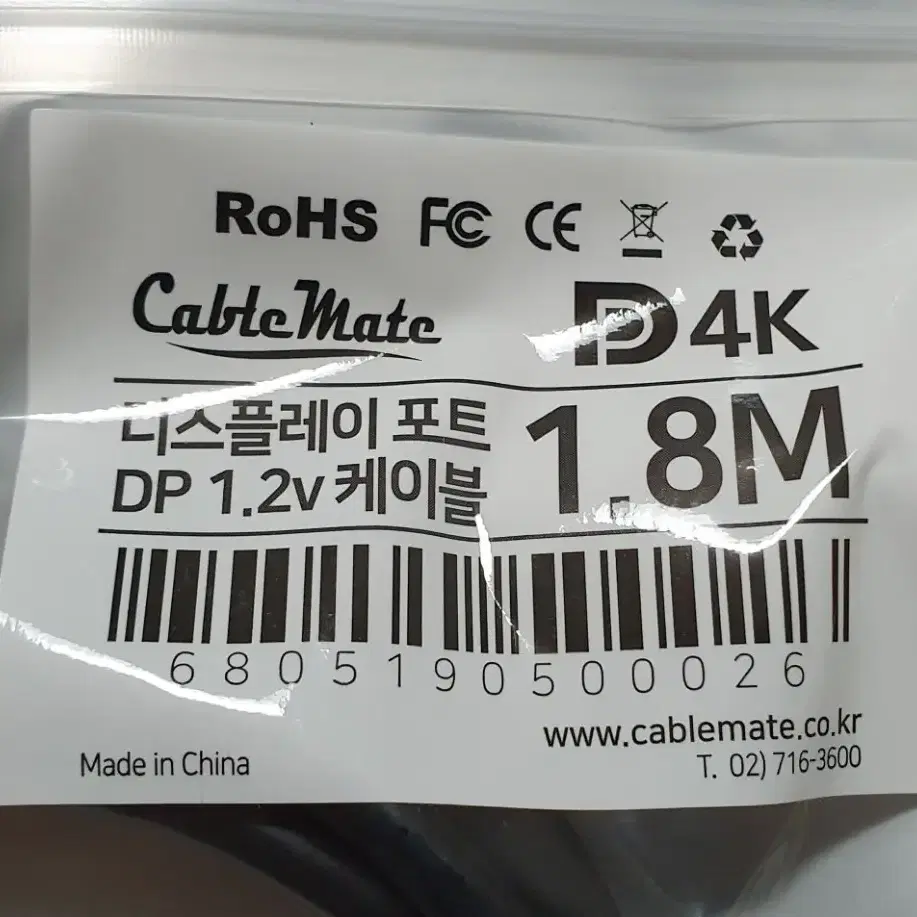 RoHS FC CE
CableMate DP 4K
디스플레이 포트
DP 1.2v 케이블
1.8M
6805190500026
www.cablemate.co.kr
T. 02) 716-3600
Made in China